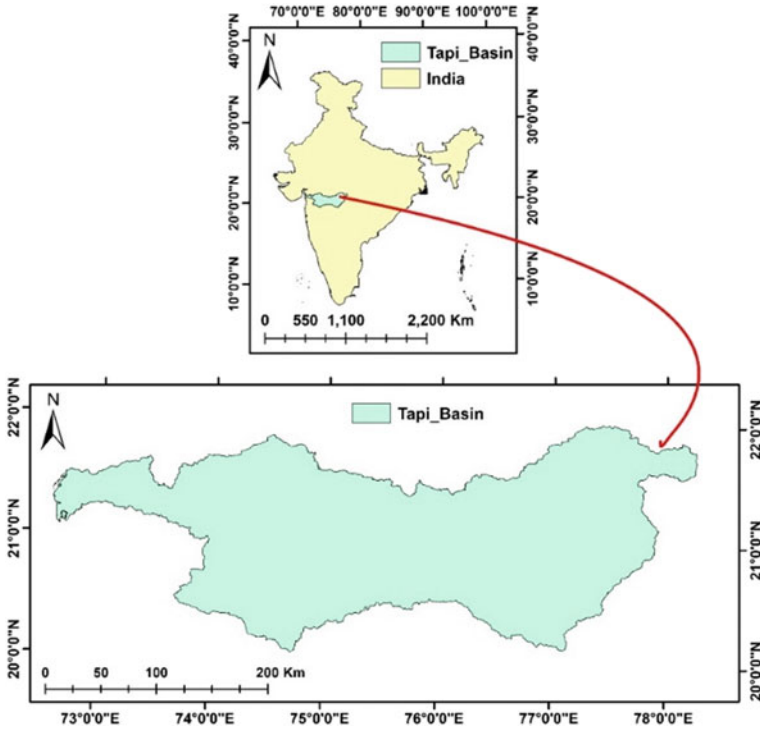 70°0'0"E 80°0'0"E 90°0'0"E 100°0'0"E
N
Tapi_Basin
India
40°0'0"N
30°0'0"N
20°0'0"N
10°0'0"N
40°0'0"N
30°0'0"N
20°0'0"N
10°0'0"N
0 550 1,100 2,200 Km
N
Tapi_Basin
22°0'0"N
21°0'0"N
20°0'0"N
22°0'0"N
21°0'0"N
20°0'0"N
0 50 100 200 Km
73°0'0"E 74°0'0"E 75°0'0"E 76°0'0"E 77°0'0"E 78°0'0"E